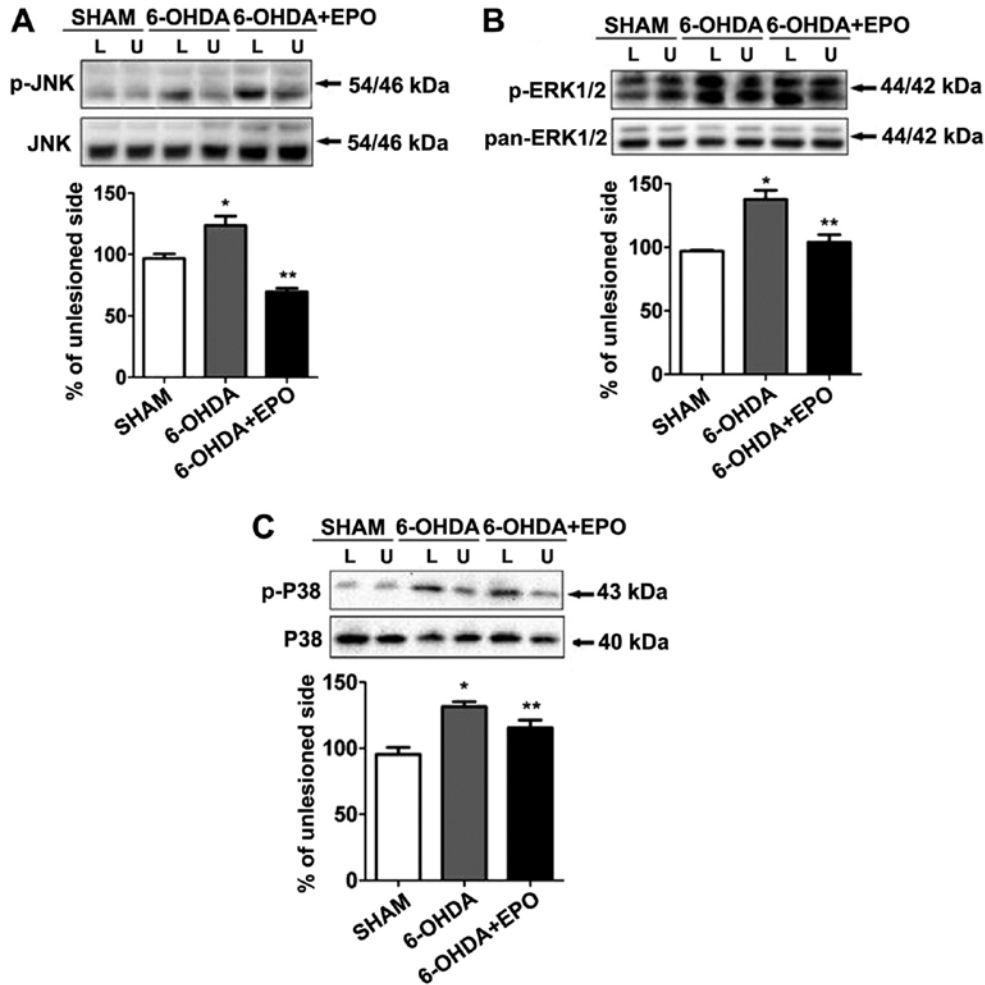 A
SHAM 6-OHDA 6-OHDA+EPO
L U L U L U
p-JNK 54/46 kDa
JNK 54/46 kDa
% of unlesioned side
150
100
50
0
SHAM
6-OHDA
6-OHDA+EPO
*
**
B
SHAM 6-OHDA 6-OHDA+EPO
L U L U L U
p-ERK1/2 44/42 kDa
pan-ERK1/2 44/42 kDa
% of unlesioned side
150
100
50
0
SHAM
6-OHDA
6-OHDA+EPO
*
**
C
SHAM 6-OHDA 6-OHDA+EPO
L U L U L U
p-P38 43 kDa
P38 40 kDa
% of unlesioned side
150
100
50
0
SHAM
6-OHDA
6-OHDA+EPO
*
**